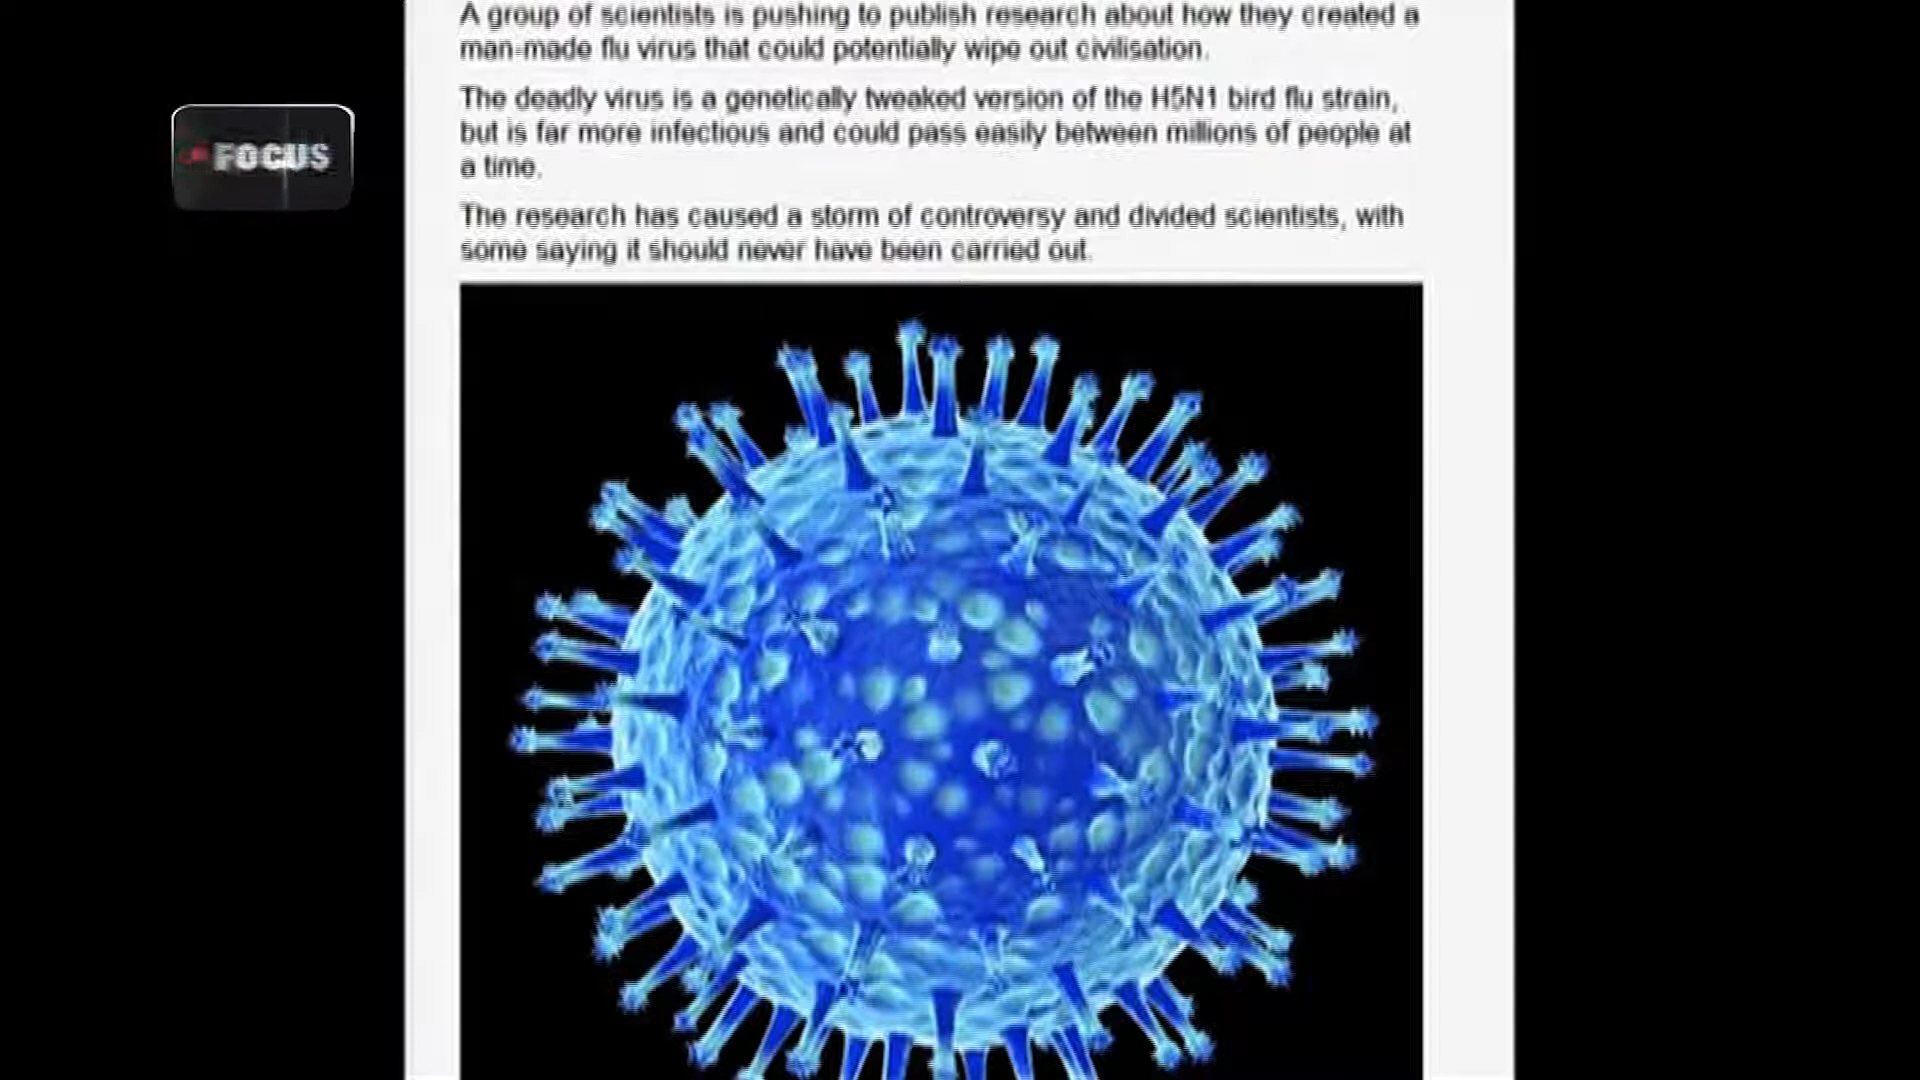 A group of scientists is pushing to publish research about how they created a
man-made flu virus that could potentially wipe out civilisation.
The deadly virus is a genetically tweaked version of the H5N1 bird flu strain,
but is far more infectious and could pass easily between millions of people at
a time.
The research has caused a storm of controversy and divided scientists, with
some saying it should never have been carried out.
FOCUS